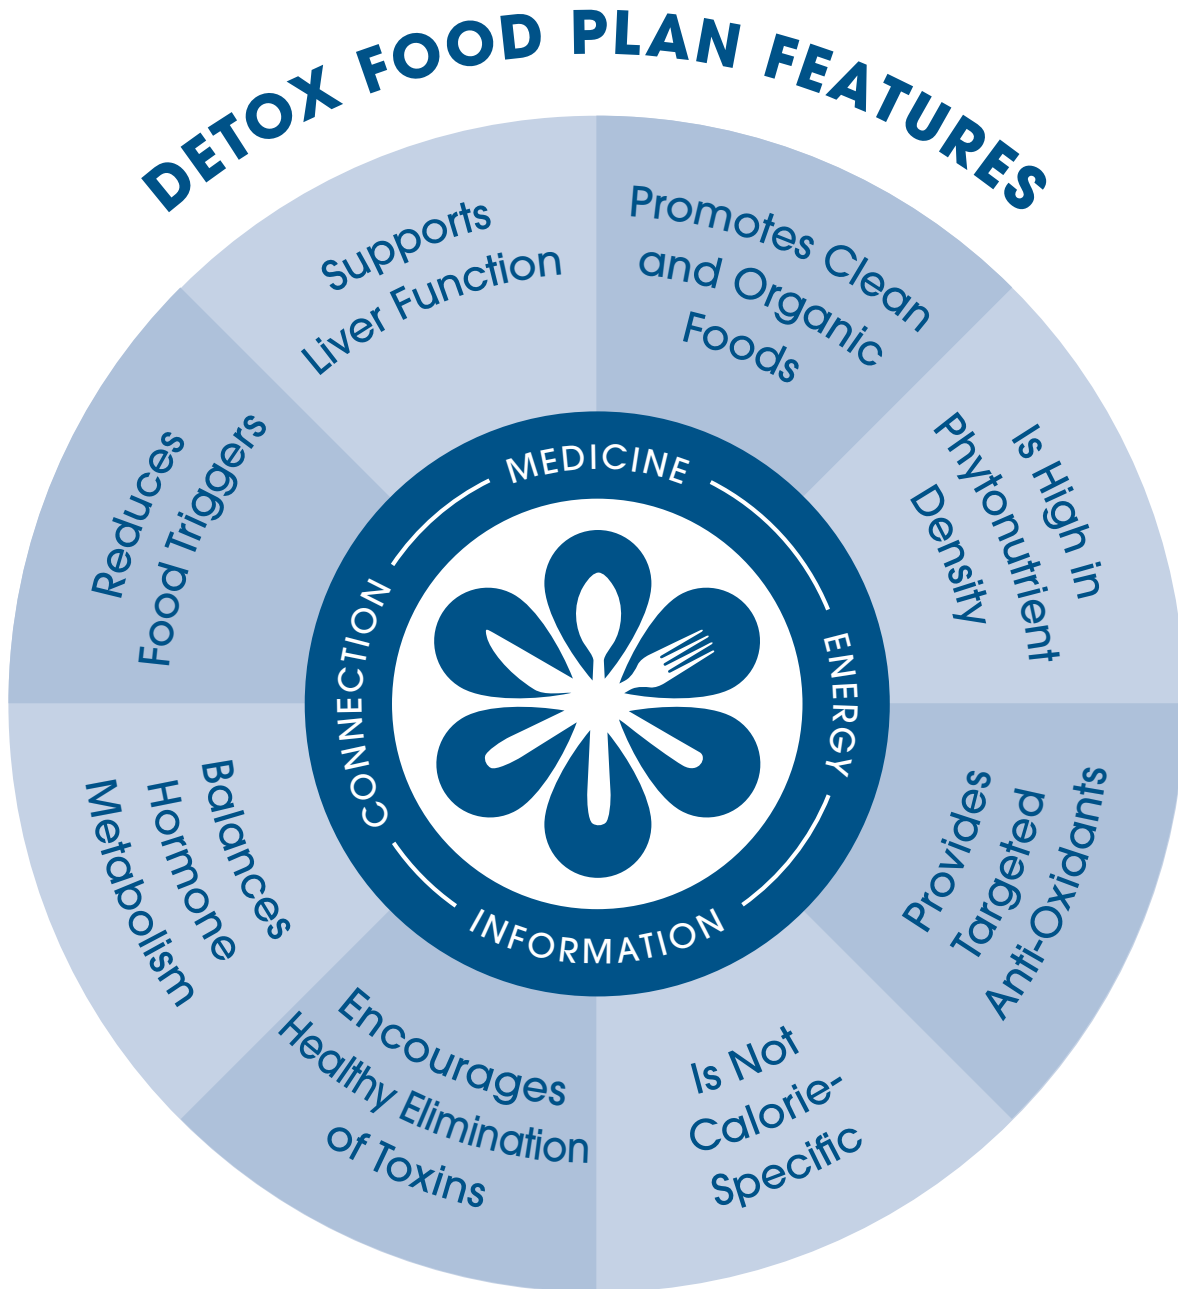 DETOX FOOD PLAN FEATURES
Supports
Liver Function
Promotes Clean
and Organic
Foods
Is High in
Phytonutrient
Density
Provides
Targeted
Anti-Oxidants
Is Not
Calorie-
Specific
Encourages
Healthy Elimination
of Toxins
Balances
Hormone
Metabolism
Reduces
Food Triggers
MEDICINE
ENERGY
INFORMATION
CONNECTION